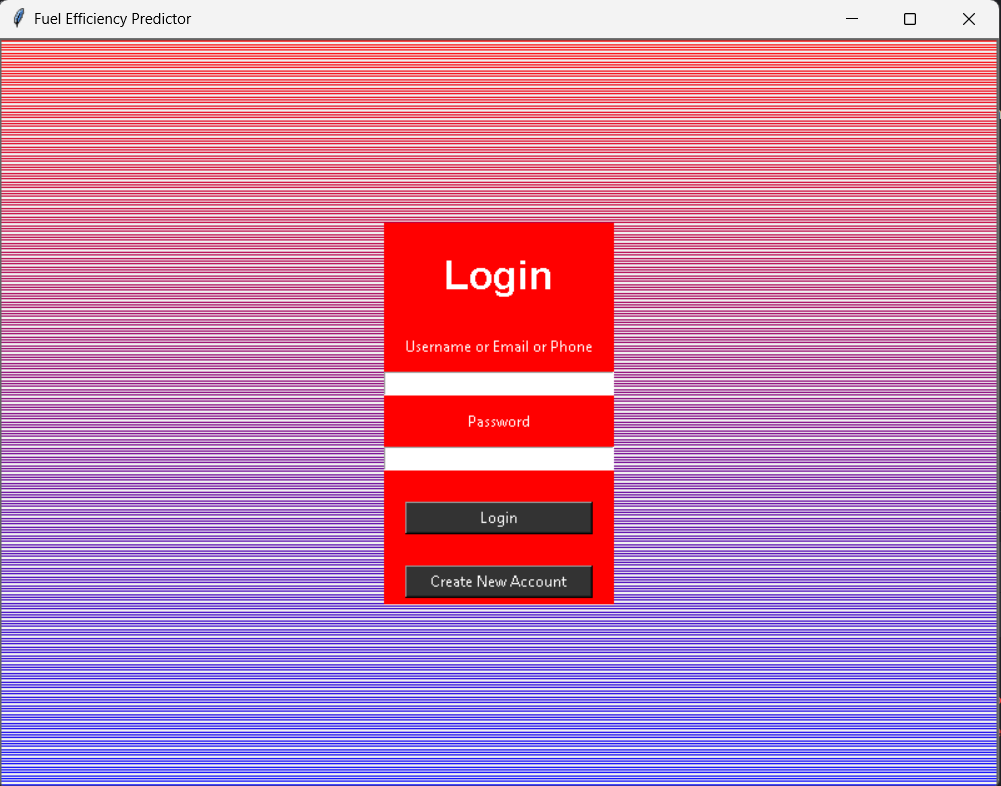 Fuel Efficiency Predictor
Login
Username or Email or Phone
Password
Login
Create New Account